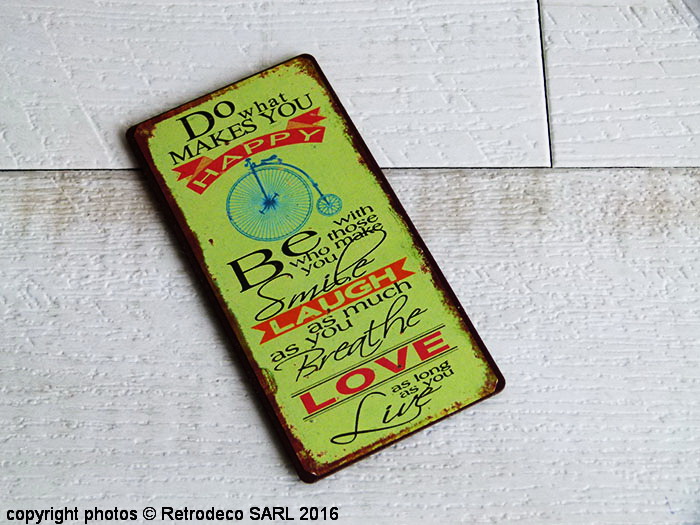 Do what
MAKES YOU
HAPPY
Be with
who those
you make
Smile
LAUGH
as much
as you
Breathe
LOVE
as long
as you
Live
copyright photos © Retrodeco SARL 2016